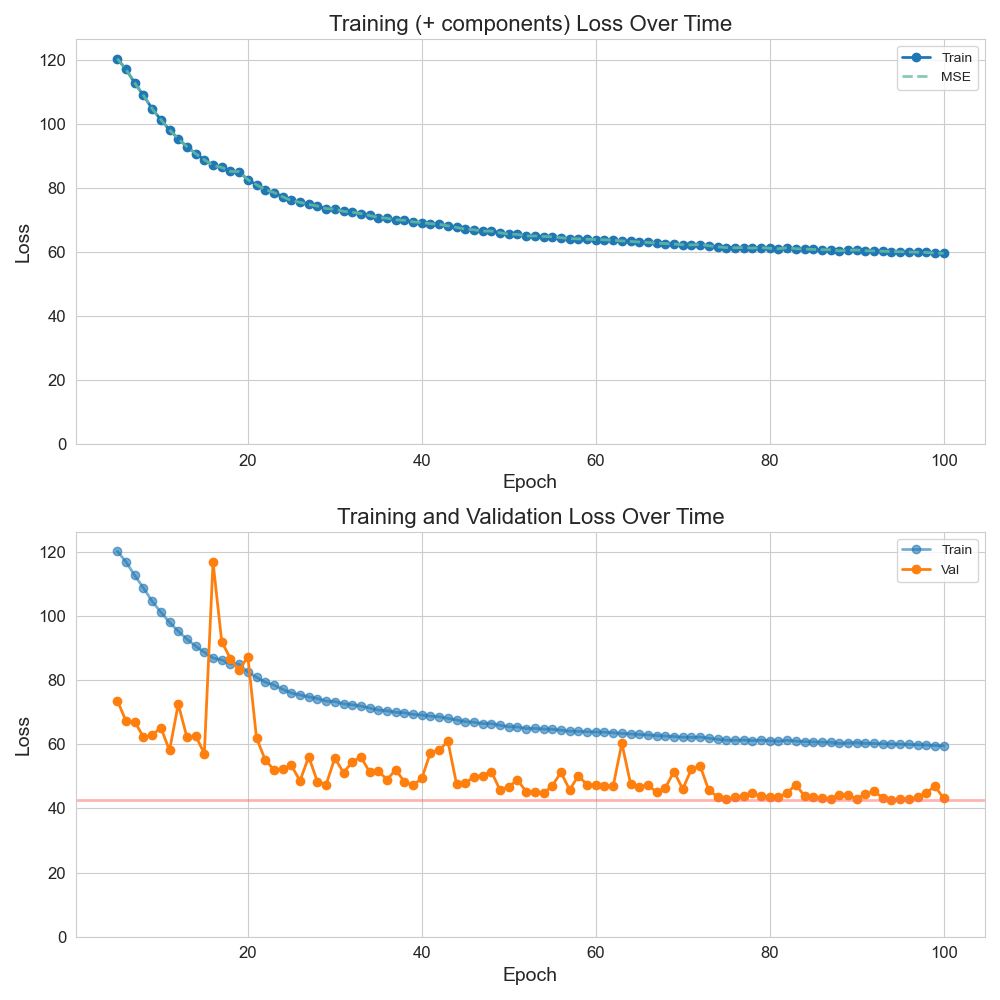 Training (+ components) Loss Over Time
Train
MSE
120
100
80
60
40
20
0
Loss
20 40 60 80 100
Epoch
Training and Validation Loss Over Time
Train
Val
120
100
80
60
40
20
0
Loss
20 40 60 80 100
Epoch